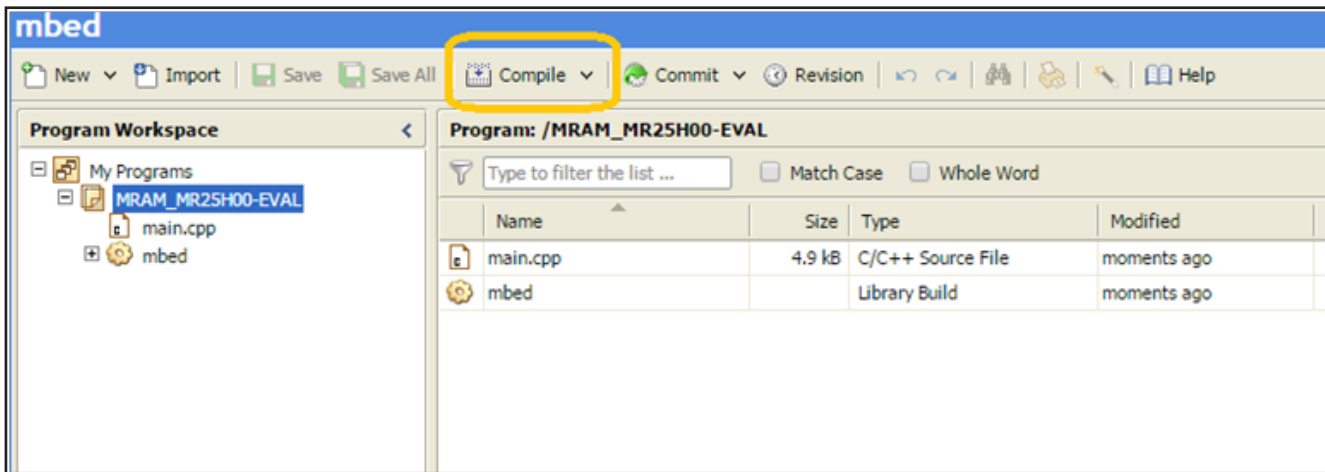 mbed
New Import Save Save All Compile Commit Revision Help
Program Workspace <
Program: /MRAM_MR25H00-EVAL
My Programs
MRAM_MR25H00-EVAL
main.cpp
mbed
Type to filter the list ... Match Case Whole Word
Name Size Type Modified
main.cpp 4.9 kB C/C++ Source File moments ago
mbed Library Build moments ago